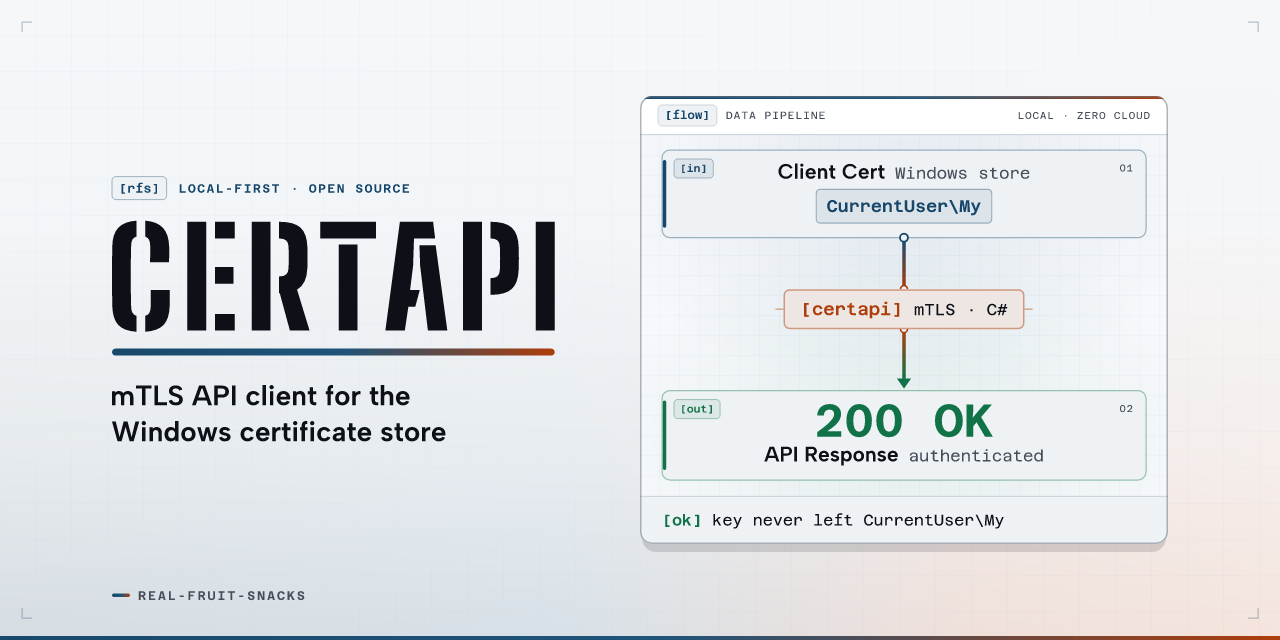 [rfs] LOCAL-FIRST · OPEN SOURCE
CERTAPI
mTLS API client for the
Windows certificate store
REAL-FRUIT-SNACKS
[flow] DATA PIPELINE LOCAL · ZERO CLOUD
[in] Client Cert Windows store 01
CurrentUser\My
[certapi] mTLS · C#
[out] 200 OK 02
API Response authenticated
[ok] key never left CurrentUser\My